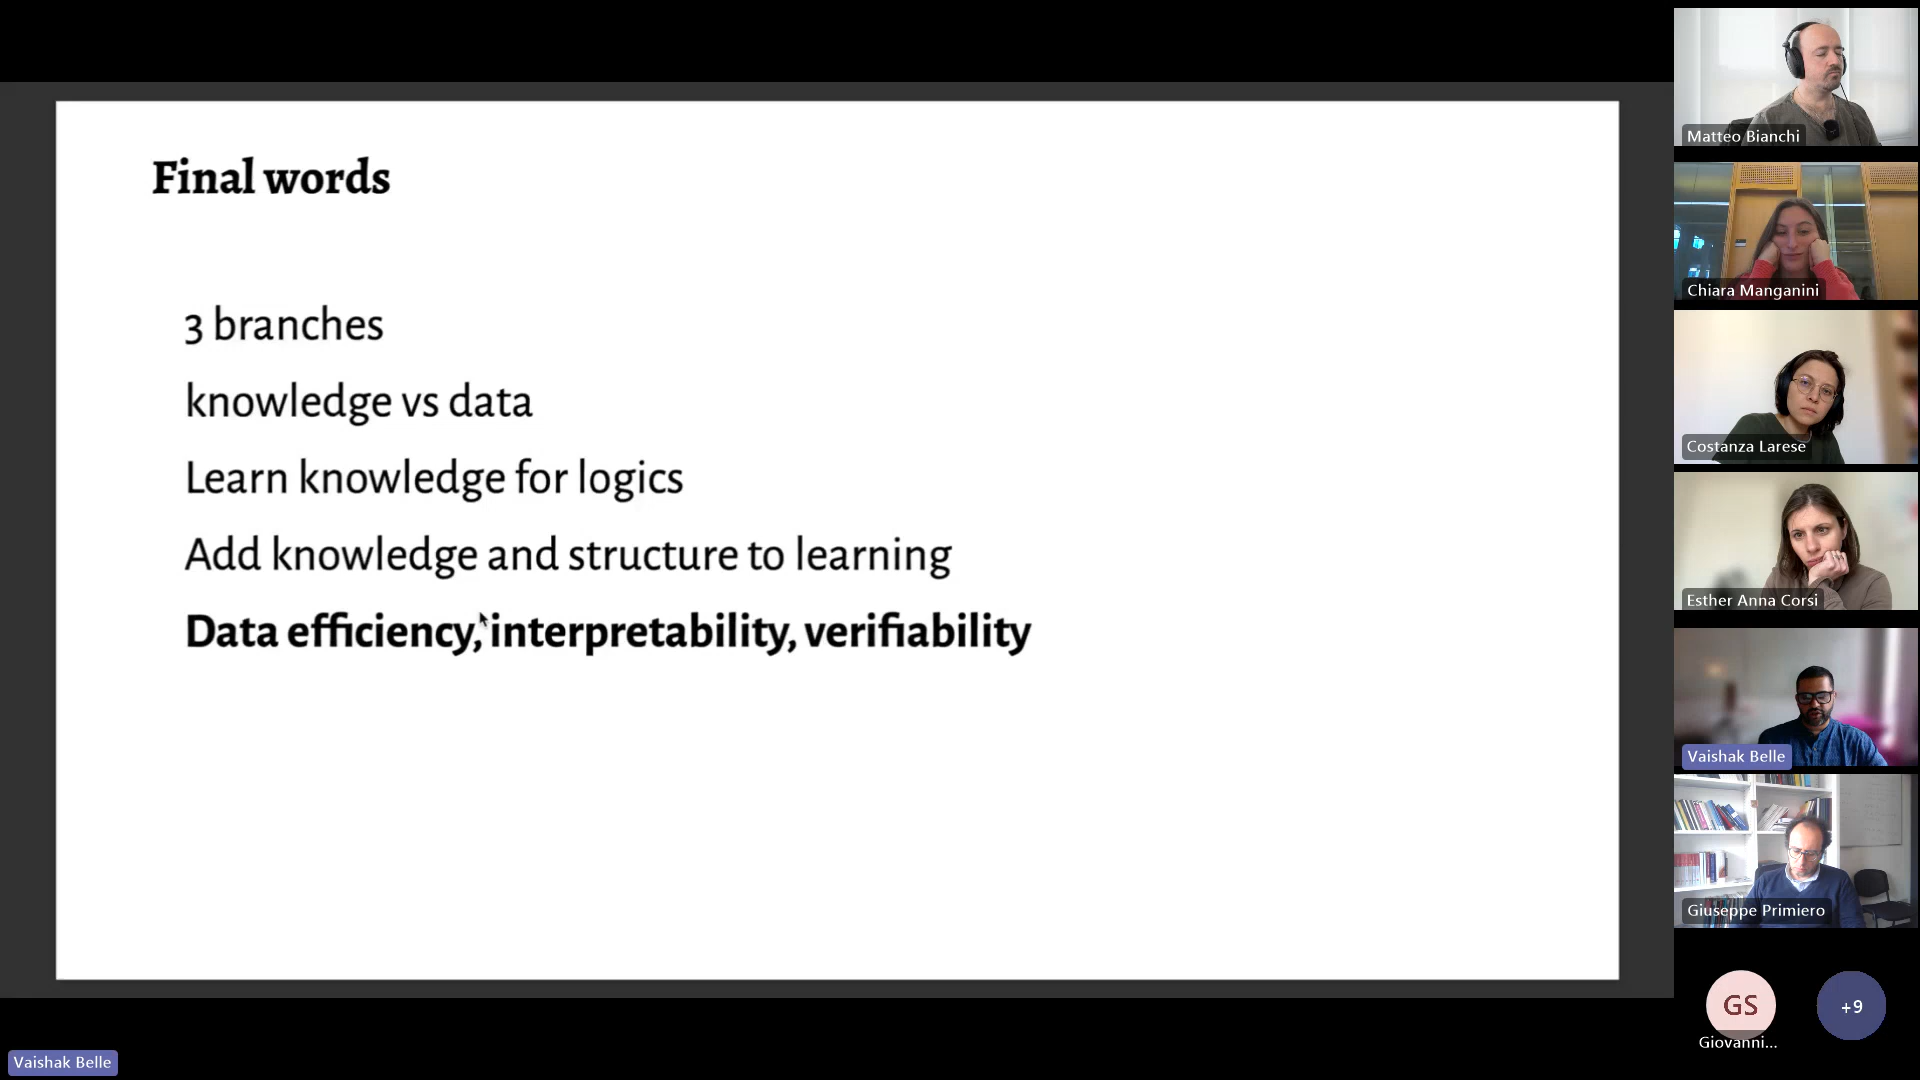 Final words
3 branches
knowledge vs data
Learn knowledge for logics
Add knowledge and structure to learning
Data efficiency, interpretability, verifiability
Matteo Bianchi
Chiara Manganini
Costanza Larese
Esther Anna Corsi
Vaishak Belle
Giuseppe Primiero
GS
Giovanni...
+9
Vaishak Belle